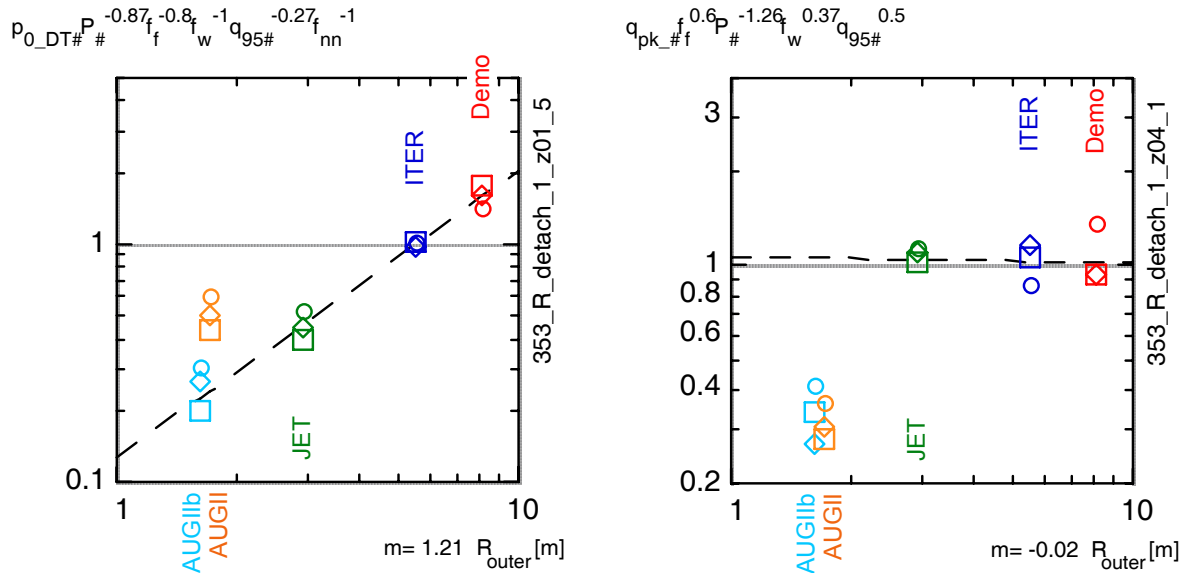 p0_DT# P#^-0.87 ff^-0.8 fw^-1 q95#^-0.27 fnn^-1
Demo
ITER
1
JET
0.1
1
10
AUGIIb
AUGII
m= 1.21 Router [m]
353_R_detach_1_z01_5
qpk_# ff^0.6 P#^-1.26 fw^0.37 q95#^0.5
3
ITER
Demo
1
0.8
0.6
0.4
JET
0.2
1
10
AUGIIb
AUGII
m= -0.02 Router [m]
353_R_detach_1_z04_1